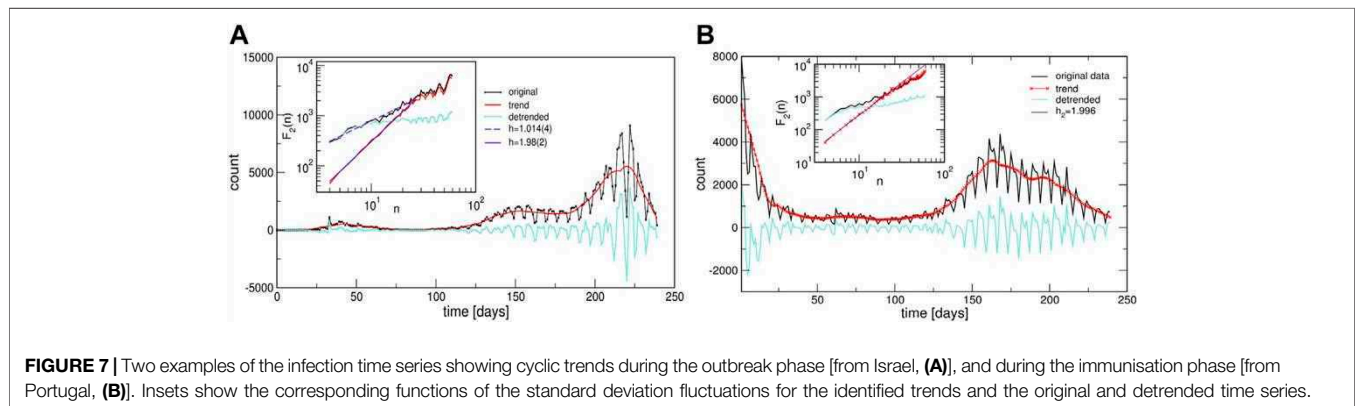 A
15000
10000
5000
0
-5000
count
0
50
100
150
200
250
time [days]
original
trend
detrended
h=1.014(4)
h=1.98(2)
10^4
10^3
10^2
F_2(n)
10^1
n
10^2
B
8000
6000
4000
2000
0
-2000
count
50
100
150
200
250
time [days]
original data
trend
detrended
h_2=1.996
10^4
10^3
10^2
10^1
F_2(n)
10^1
n
10^2
FIGURE 7 | Two examples of the infection time series showing cyclic trends during the outbreak phase [from Israel, (A)], and during the immunisation phase [from
Portugal, (B)]. Insets show the corresponding functions of the standard deviation fluctuations for the identified trends and the original and detrended time series.